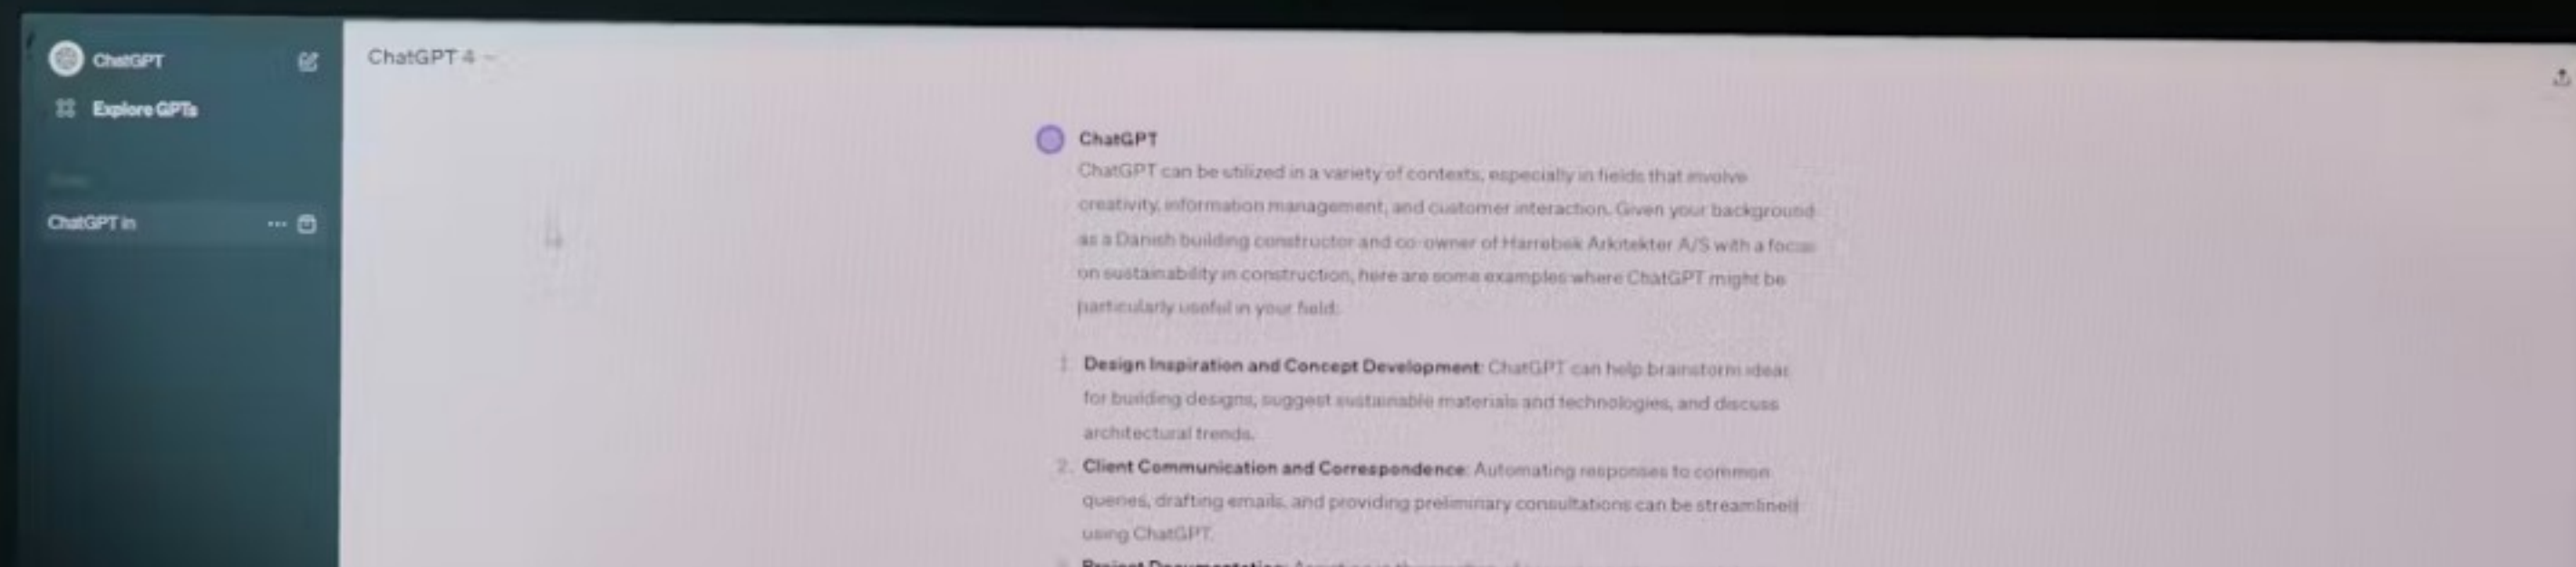 ChatGPT
Explore GPTs
ChatGPT in
ChatGPT 4
ChatGPT
ChatGPT can be utilized in a variety of contexts, especially in fields that involve
creativity, information management, and customer interaction. Given your background
as a Danish building constructor and co-owner of Harrebek Arkitekter A/S with a focus
on sustainability in construction, here are some examples where ChatGPT might be
particularly useful in your field:
1. Design Inspiration and Concept Development: ChatGPT can help brainstorm ideas
for building designs, suggest sustainable materials and technologies, and discuss
architectural trends.
2. Client Communication and Correspondence: Automating responses to common
queries, drafting emails, and providing preliminary consultations can be streamlined
using ChatGPT.
Project Documentation: